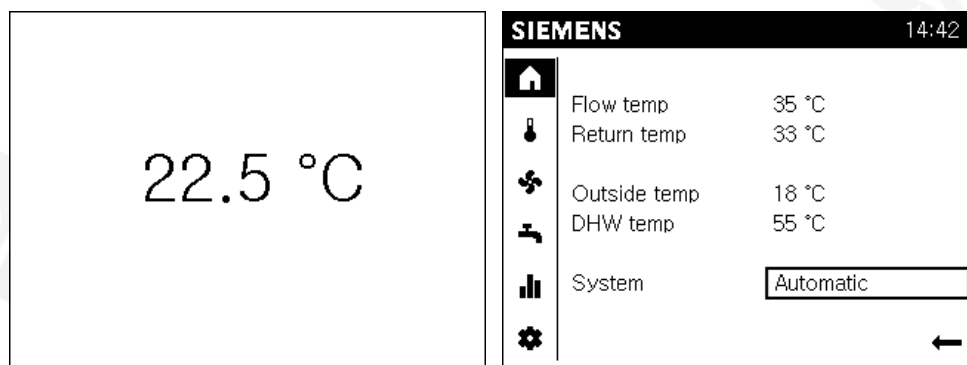 22.5 °C
SIEMENS 14:42
Flow temp 35 °C
Return temp 33 °C
Outside temp 18 °C
DHW temp 55 °C
System Automatic